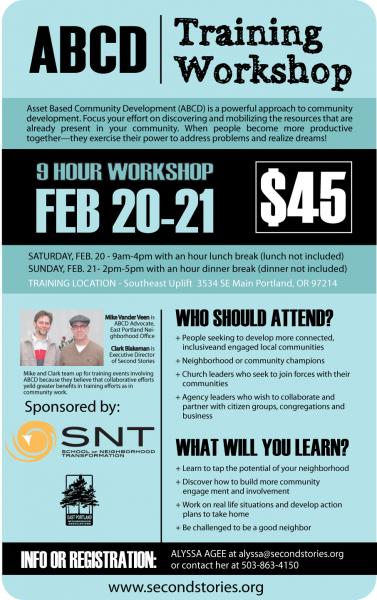 ABCD
Training
Workshop
Asset Based Community Development (ABCD) is a powerful approach to community
development. Focus your effort on discovering and mobilizing the resources that are
already present in your community. When people become more productive
together—they exercise their power to address problems and realize dreams!
9 HOUR WORKSHOP
FEB 20-21
$45
SATURDAY, FEB. 20 - 9am-4pm with an hour lunch break (lunch not included)
SUNDAY, FEB. 21- 2pm-5pm with an hour dinner break (dinner not included)
TRAINING LOCATION - Southeast Uplift 3534 SE Main Portland, OR 97214
Mike Vander Veen is
ABCD Advocate,
East Portland Nei-
ghborhood Office
Clark Blakeman is
Executive Director
of Second Stories
Mike and Clark team up for training events involving
ABCD because they believe that collaborative efforts
yeild greater benefits in training efforts as in
community work.
Sponsored by:
SNT
SCHOOL OF NEIGHBORHOOD
TRANSFORMATION
EAST PORTLAND
WHO SHOULD ATTEND?
+ People seeking to develop more connected,
inclusiveand engaged local communities
+ Neighborhood or community champions
+ Church leaders who seek to join forces with their
communities
+ Agency leaders who wish to collaborate and
partner with citizen groups, congregations and
business
WHAT WILL YOU LEARN?
+ Learn to tap the potential of your neighborhood
+ Discover how to build more community
engage ment and involvement
+ Work on real life situations and develop action
plans to take home
+ Be challenged to be a good neighbor
INFO OR REGISTRATION:
ALYSSA AGEE at alyssa@secondstories.org
or contact her at 503-863-4150
www.secondstories.org